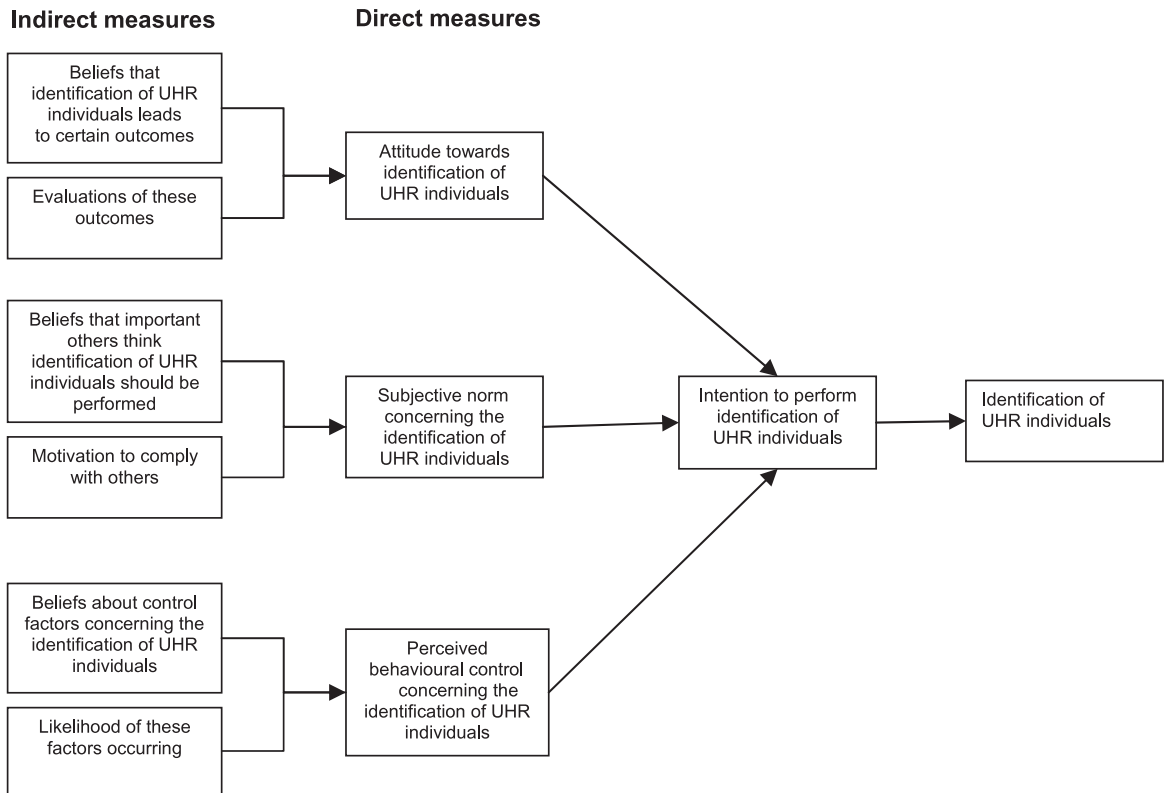 Indirect measures
Direct measures
Beliefs that
identification of UHR
individuals leads
to certain outcomes
Evaluations of these
outcomes
Attitude towards
identification of
UHR individuals
Beliefs that important
others think
identification of UHR
individuals should be
performed
Motivation to comply
with others
Subjective norm
concerning the
identification of
UHR individuals
Intention to perform
identification of
UHR individuals
Identification of
UHR individuals
Beliefs about control
factors concerning the
identification of UHR
individuals
Likelihood of these
factors occurring
Perceived
behavioural control
concerning the
identification of UHR
individuals